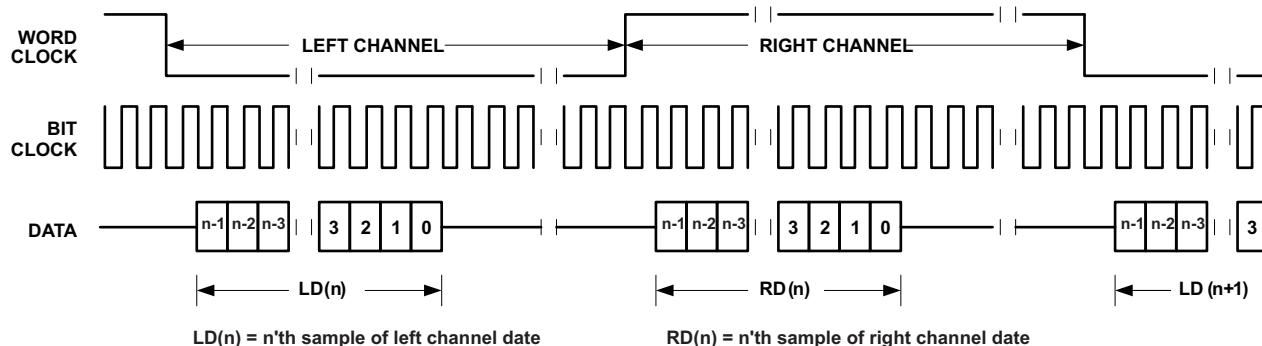 WORD
CLOCK
LEFT CHANNEL
RIGHT CHANNEL
BIT
CLOCK
DATA
n-1 n-2 n-3 3 2 1 0 n-1 n-2 n-3 3 2 1 0 n-1 n-2 n-3 3
LD(n) RD(n) LD (n+1)
LD(n) = n'th sample of left channel date
RD(n) = n'th sample of right channel date